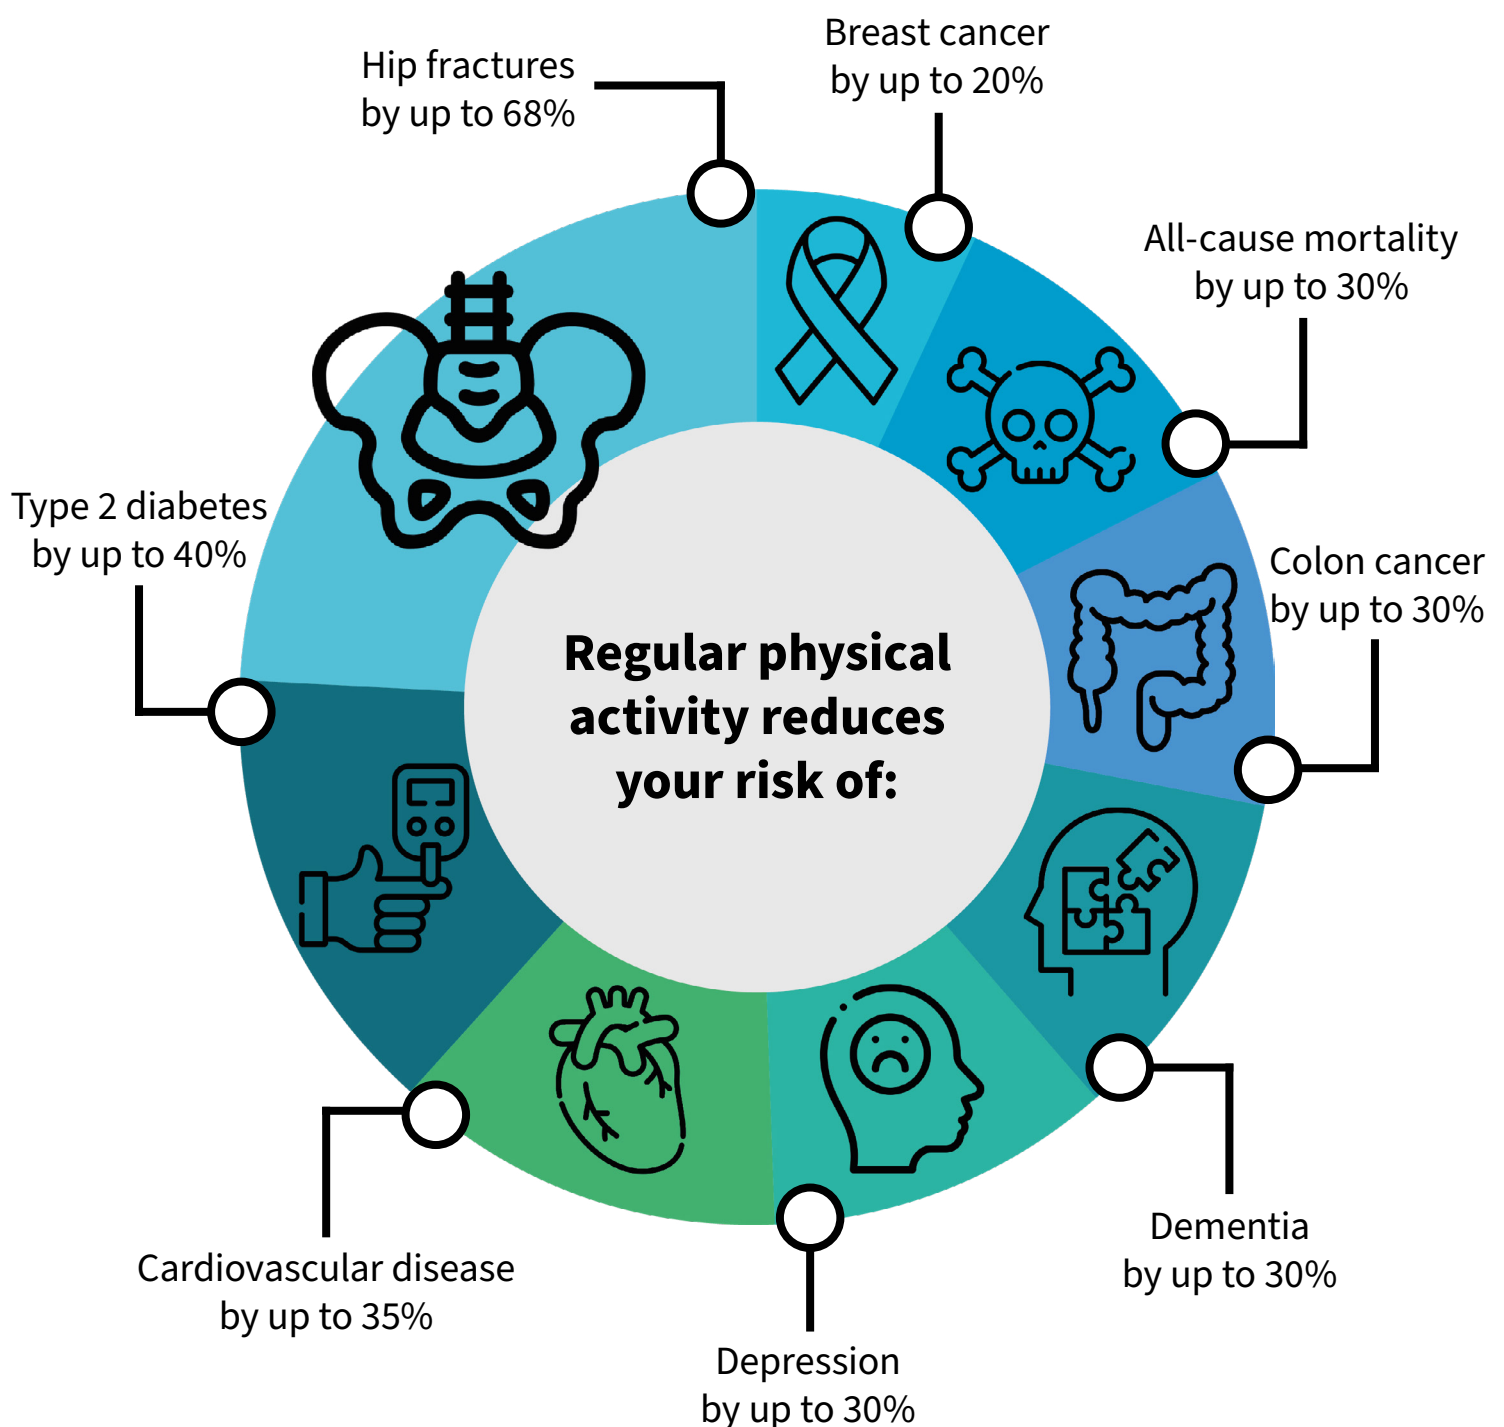 Hip fractures
by up to 68%
Breast cancer
by up to 20%
All-cause mortality
by up to 30%
Type 2 diabetes
by up to 40%
Colon cancer
by up to 30%
Regular physical
activity reduces
your risk of:
Dementia
by up to 30%
Cardiovascular disease
by up to 35%
Depression
by up to 30%